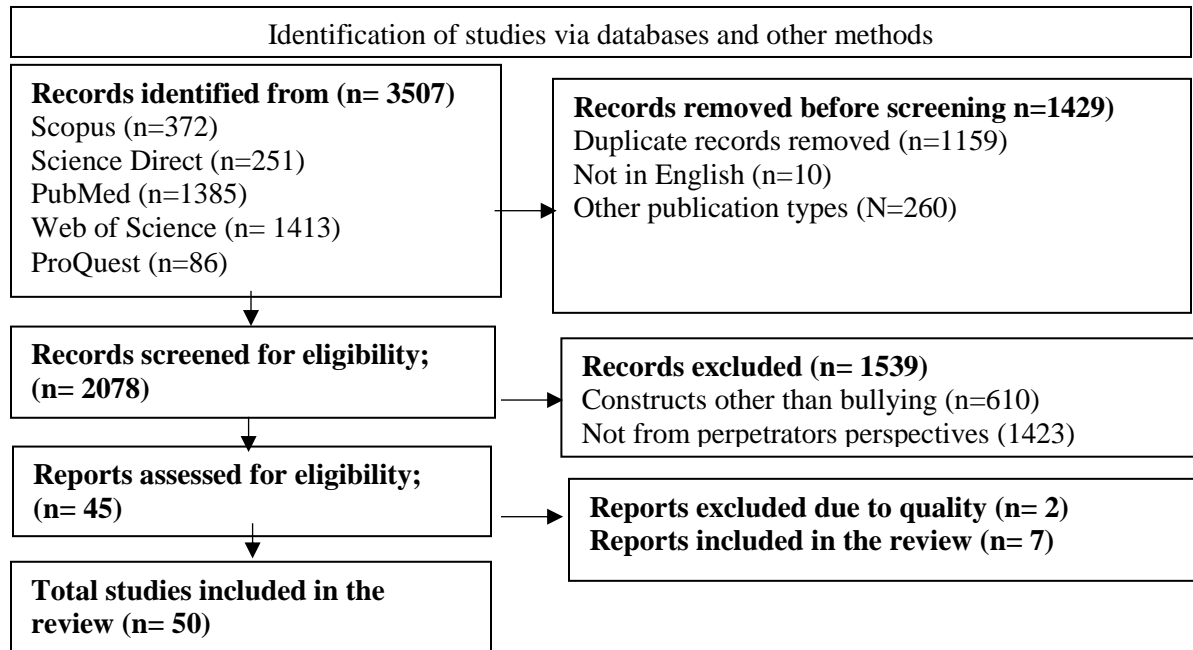 Identification of studies via databases and other methods
Records identified from (n= 3507)
Scopus (n=372)
Science Direct (n=251)
PubMed (n=1385)
Web of Science (n= 1413)
ProQuest (n=86)
Records removed before screening n=1429)
Duplicate records removed (n=1159)
Not in English (n=10)
Other publication types (N=260)
Records screened for eligibility;
(n= 2078)
Records excluded (n= 1539)
Constructs other than bullying (n=610)
Not from perpetrators perspectives (1423)
Reports assessed for eligibility;
(n= 45)
Reports excluded due to quality (n= 2)
Reports included in the review (n= 7)
Total studies included in the
review (n= 50)